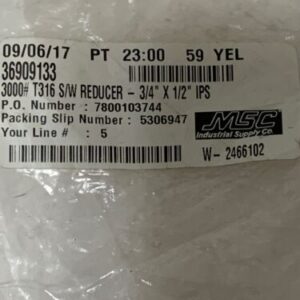 09/06/17 PT 23:00 59 YEL
36909133
3000# T316 S/W REDUCER - 3/4" X 1/2" IPS
P.O. Number : 7800103744
Packing Slip Number : 5306947
Your Line# : 5
MSC
Industrial Supply Co.
W- 2466102